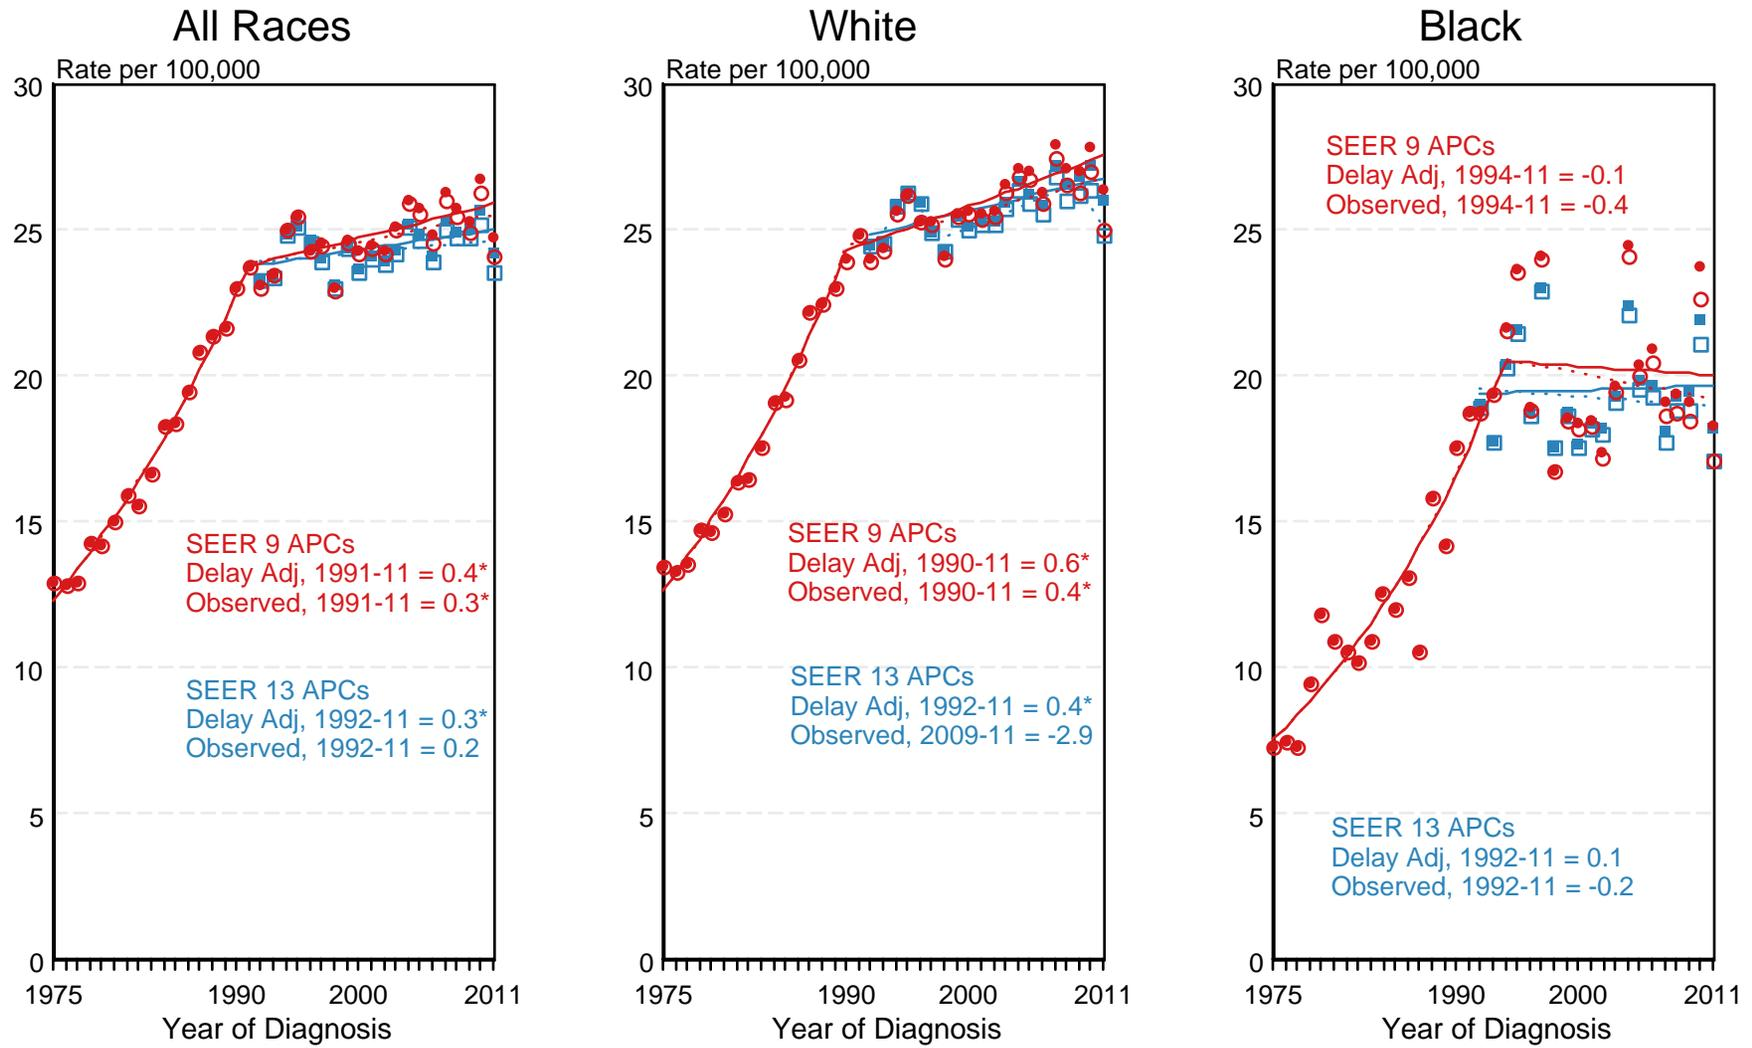 All Races
Rate per 100,000
30
25
20
15
10
5
0
SEER 9 APCs
Delay Adj, 1991-11 = 0.4*
Observed, 1991-11 = 0.3*
SEER 13 APCs
Delay Adj, 1992-11 = 0.3*
Observed, 1992-11 = 0.2
1975 1990 2000 2011
Year of Diagnosis
White
Rate per 100,000
30
25
20
15
10
5
0
SEER 9 APCs
Delay Adj, 1990-11 = 0.6*
Observed, 1990-11 = 0.4*
SEER 13 APCs
Delay Adj, 1992-11 = 0.4*
Observed, 2009-11 = -2.9
1975 1990 2000 2011
Year of Diagnosis
Black
Rate per 100,000
30
25
20
15
10
5
0
SEER 9 APCs
Delay Adj, 1994-11 = -0.1
Observed, 1994-11 = -0.4
SEER 13 APCs
Delay Adj, 1992-11 = 0.1
Observed, 1992-11 = -0.2
1975 1990 2000 2011
Year of Diagnosis